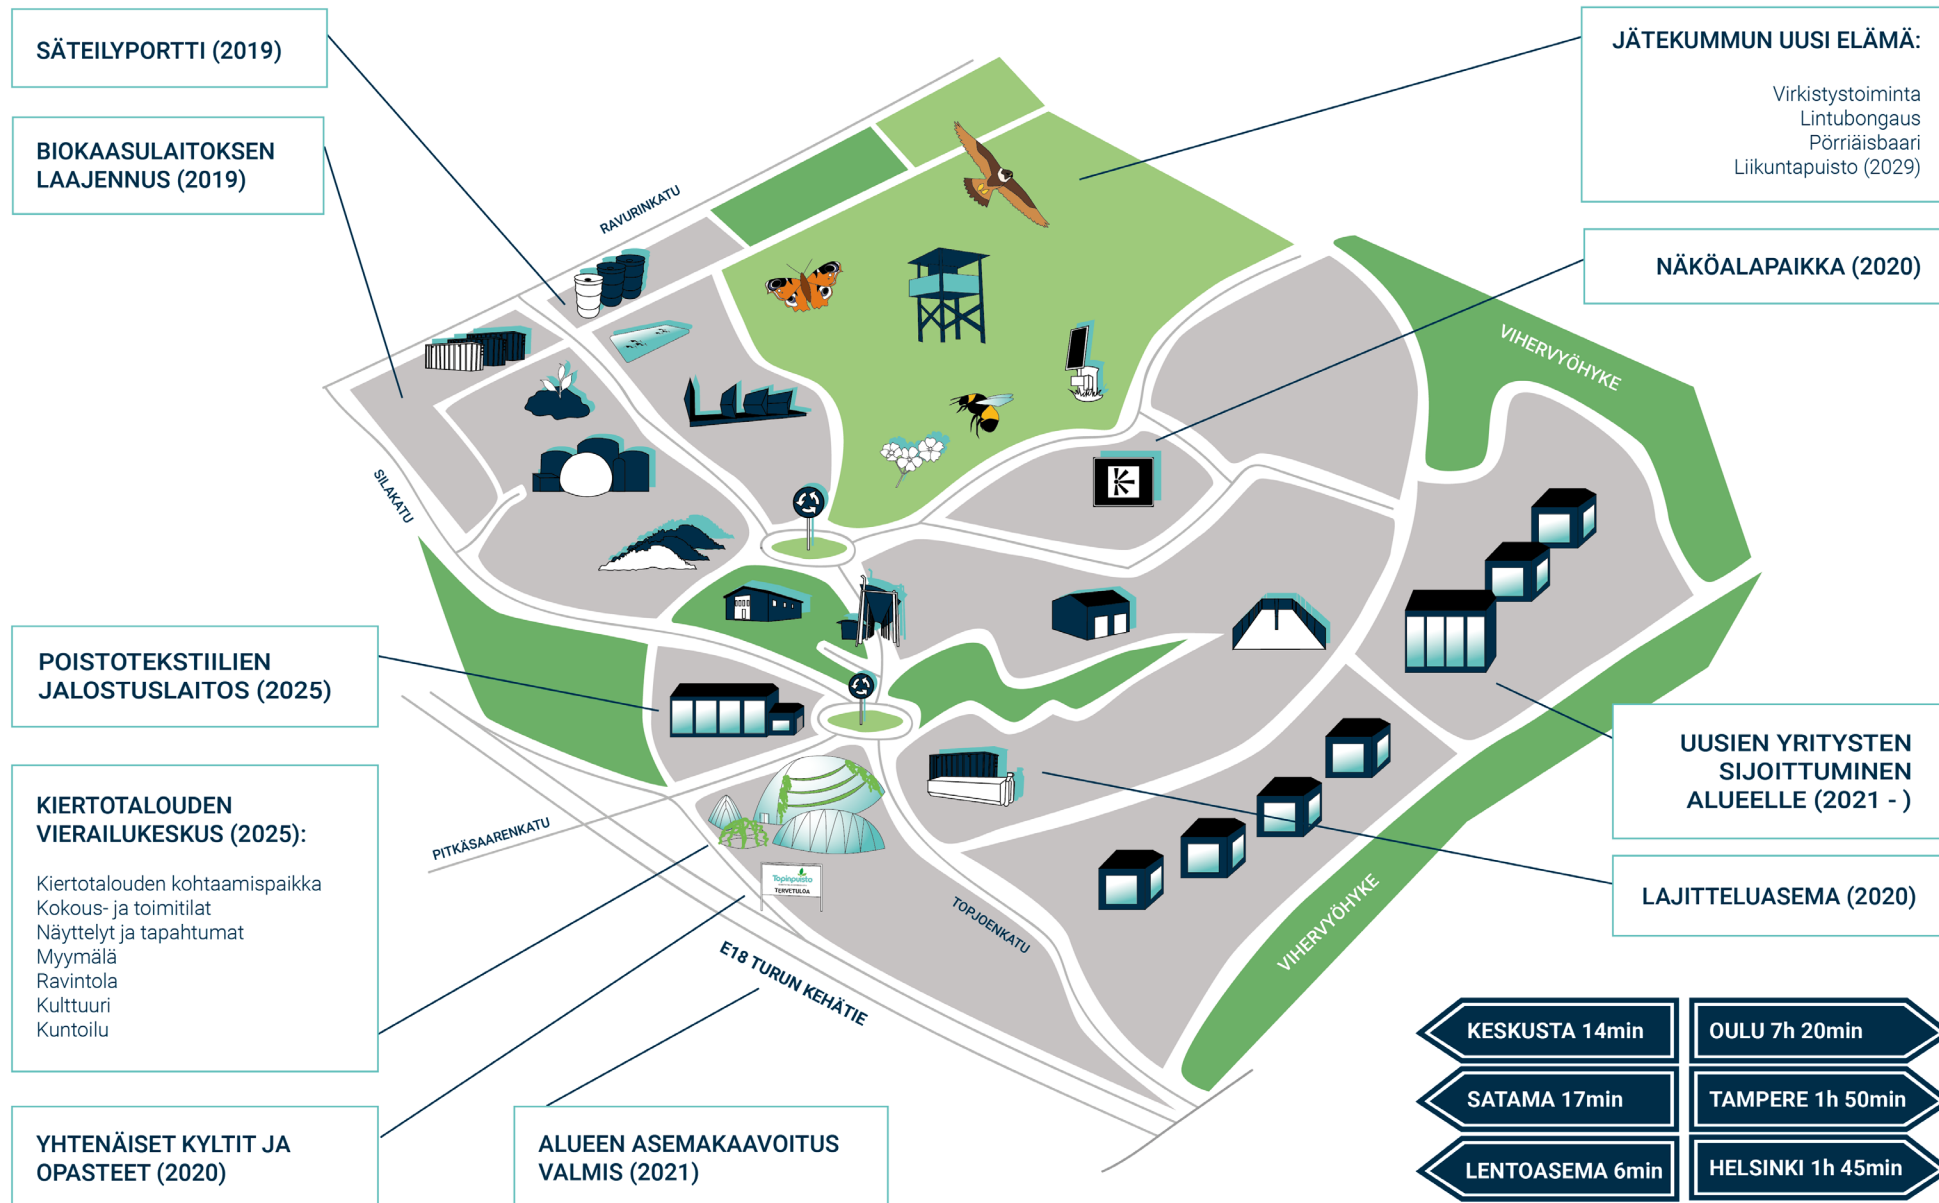 SÄTEILYPORTTI (2019)
BIOKAASULAITOKSEN
LAAJENNUS (2019)
JÄTEKUMMUN UUSI ELÄMÄ:
Virkistystoiminta
Lintubongaus
Pörriäisbaari
Liikuntapuisto (2029)
NÄKÖALAPAIKKA (2020)
RAVURINKATU
VIHERVYÖHYKE
SILAKATU
POISTOTEKSTIILIEN
JALOSTUSLAITOS (2025)
KIERTOTALOUDEN
VIERAILUKESKUS (2025):
Kiertotalouden kohtaamispaikka
Kokous- ja toimitilat
Näyttelyt ja tapahtumat
Myymälä
Ravintola
Kulttuuri
Kuntoilu
PITKÄSAARENKATU
Topinpuisto
TERVETULOA
TOPJOENKATU
E18 TURUN KEHÄTIE
VIHERVYÖHYKE
UUSIEN YRITYSTEN
SIJOITTUMINEN
ALUEELLE (2021 - )
LAJITTELUASEMA (2020)
YHTENÄISET KYLTIT JA
OPASTEET (2020)
ALUEEN ASEMAKAAVOITUS
VALMIS (2021)
KESKUSTA 14min
OULU 7h 20min
SATAMA 17min
TAMPERE 1h 50min
LENTOASEMA 6min
HELSINKI 1h 45min